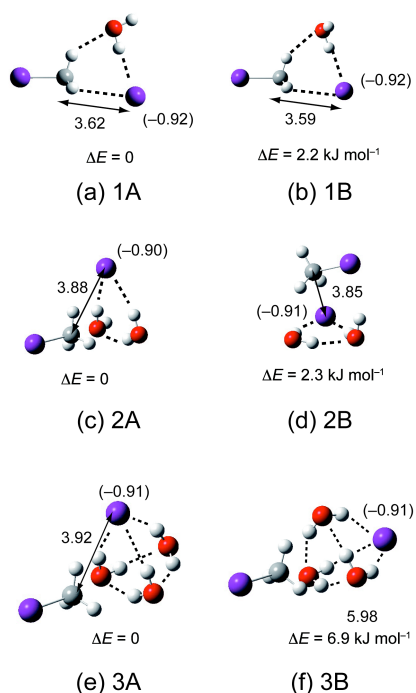 (–0.92)
3.62
ΔE = 0
(a) 1A
(–0.92)
3.59
ΔE = 2.2 kJ mol⁻¹
(b) 1B
(–0.90)
3.88
ΔE = 0
(c) 2A
3.85
(–0.91)
ΔE = 2.3 kJ mol⁻¹
(d) 2B
(–0.91)
3.92
ΔE = 0
(e) 3A
(–0.91)
5.98
ΔE = 6.9 kJ mol⁻¹
(f) 3B